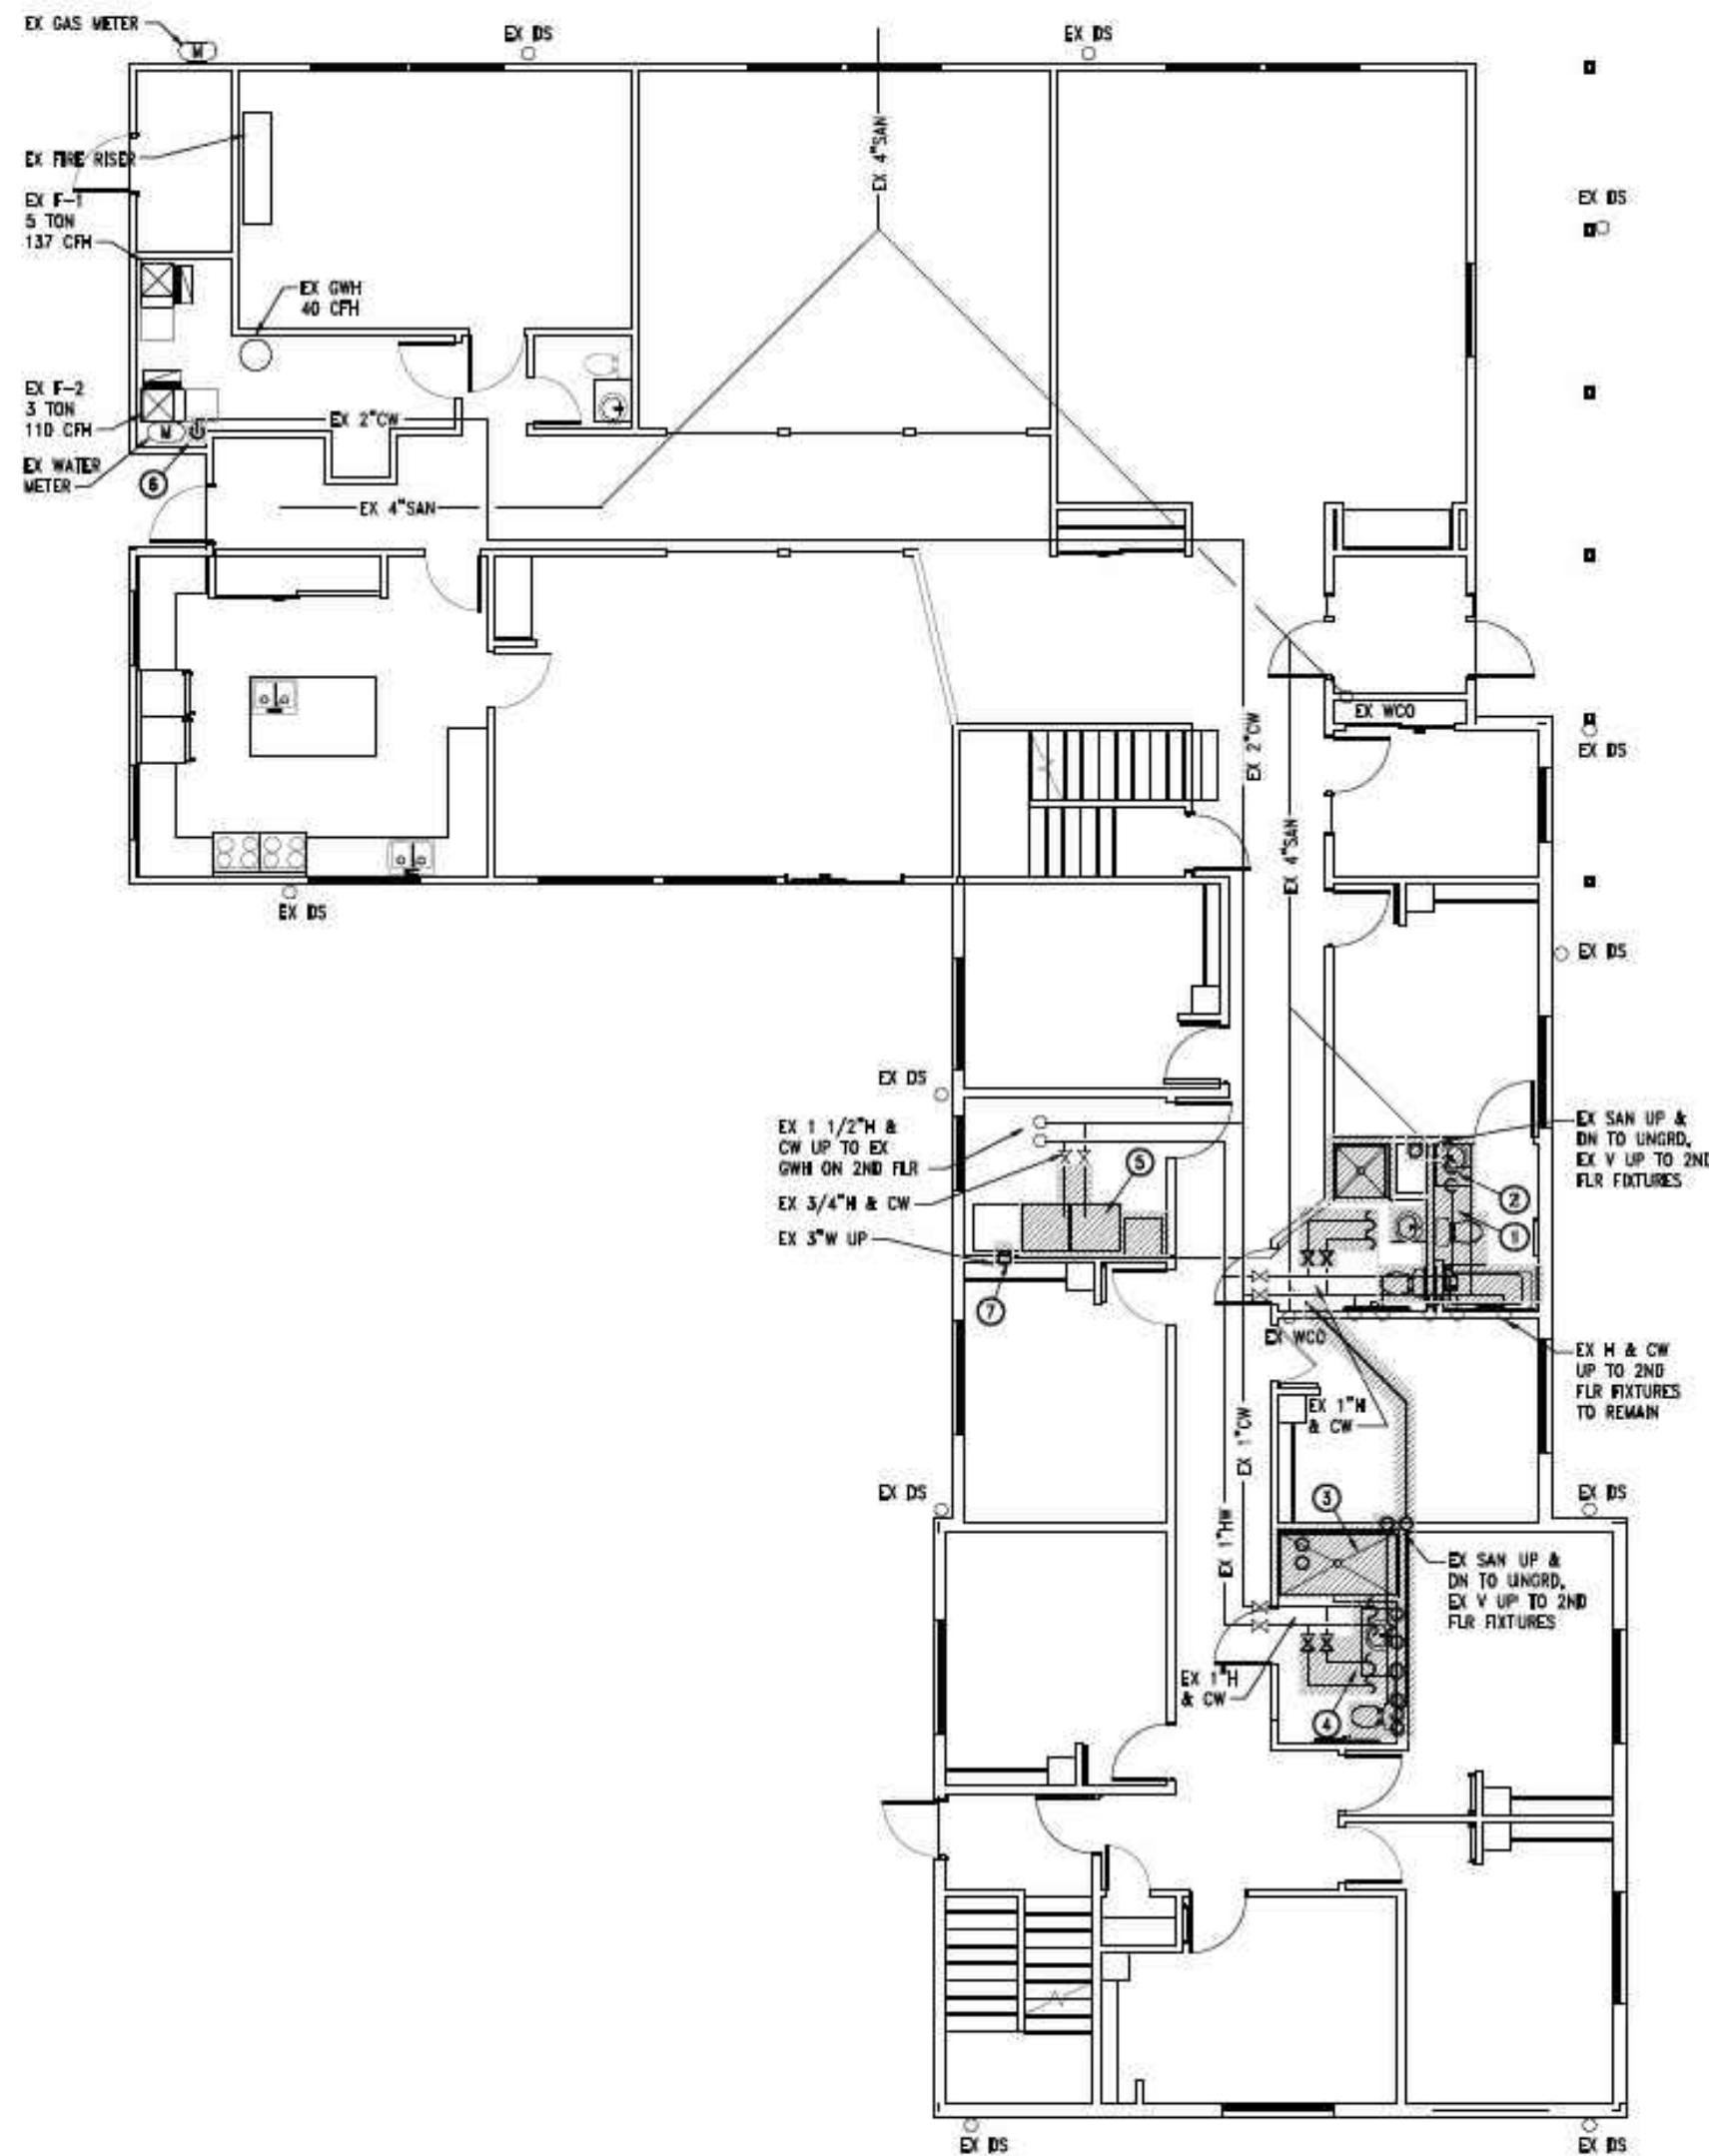 EX GAS METER
M
EX DS
EX DS
EX 4"SAN
EX FIRE RISER
EX F-1
5 TON
137 CFH
EX DS
EX GWH
40 CFH
EX F-2
3 TON
110 CFH
M
EX 2"CW
EX WATER
METER
6
EX 4"SAN
EX WCO
EX 2"CW
EX DS
EX 4"SAN
EX DS
EX DS
EX DS
EX 1 1/2"H &
CW UP TO EX
GWH ON 2ND FLR
5
EX 3/4"H & CW
EX 3"W UP
7
EX SAN UP &
DN TO UNGRD,
EX V UP TO 2ND
FLR FIXTURES
2
1
EX WCO
EX H & CW
UP TO 2ND
FLR FIXTURES
TO REMAIN
EX 1"H
& CW
EX 1"CW
EX DS
3
EX DS
EX 1"HW
EX SAN UP &
DN TO UNGRD,
EX V UP TO 2ND
FLR FIXTURES
EX 1"H
& CW
4
EX DS
EX DS